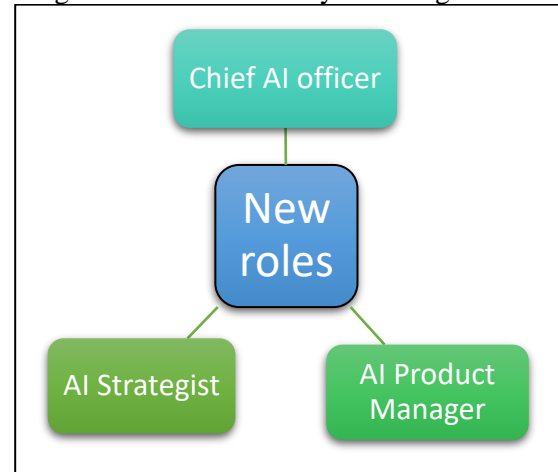 Chief AI officer
New
roles
AI Strategist
AI Product
Manager